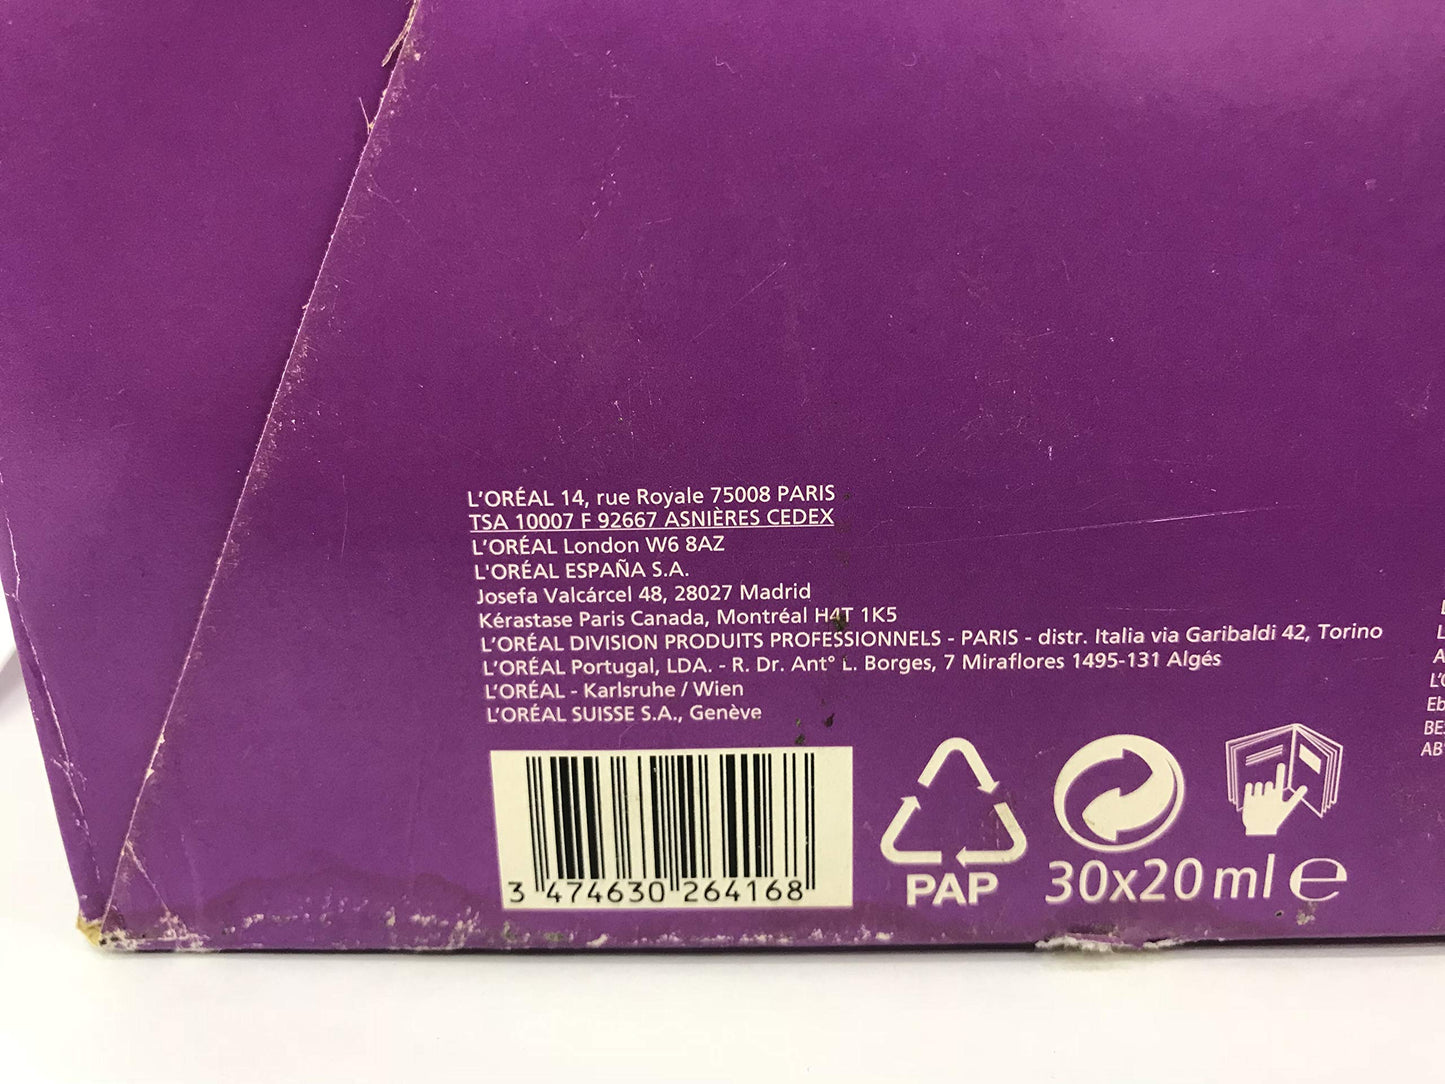 L'ORÉAL 14, rue Royale 75008 PARIS
TSA 10007 F 92667 ASNIÈRES CEDEX
L'ORÉAL London W6 8AZ
L'ORÉAL ESPAÑA S.A.
Josefa Valcárcel 48, 28027 Madrid
Kérastase Paris Canada, Montréal H4T 1K5
L'ORÉAL DIVISION PRODUITS PROFESSIONNELS - PARIS - distr. Italia via Garibaldi 42, Torino
L'ORÉAL Portugal, LDA. - R. Dr. Ant° L. Borges, 7 Miraflores 1495-131 Algés
L'ORÉAL - Karlsruhe / Wien
L'ORÉAL SUISSE S.A., Genève
3 474630 264168
PAP
30x20 ml ℮